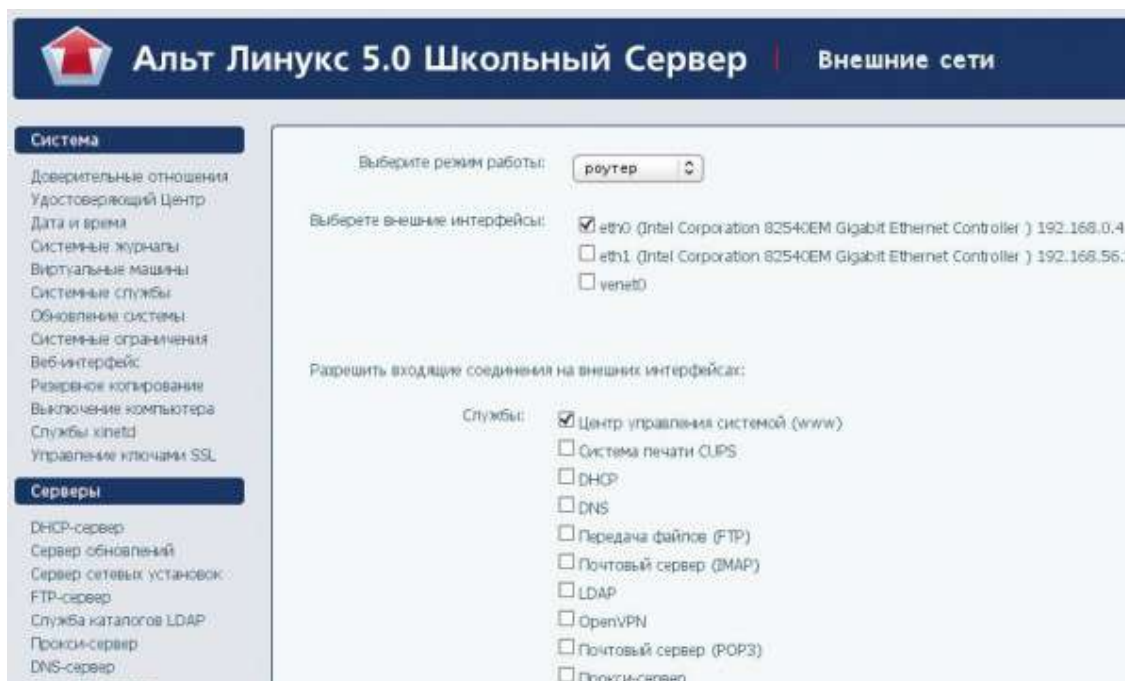 Альт Линукс 5.0 Школьный Сервер | Внешние сети
Система
Доверительные отношения
Удостоверяющий Центр
Дата и время
Системные журналы
Виртуальные машины
Системные службы
Обновление системы
Системные ограничения
Веб-интерфейс
Резервное копирование
Выключение компьютера
Службы xinetd
Управление ключами SSL
Серверы
DHCP-сервер
Сервер обновлений
Сервер сетевых установок
FTP-сервер
Служба каталогов LDAP
Прокси-сервер
DNS-сервер
Выберите режим работы: роутер
Выберете внешние интерфейсы: eth0 (Intel Corporation 82540EM Gigabit Ethernet Controller ) 192.168.0.4
eth1 (Intel Corporation 82540EM Gigabit Ethernet Controller ) 192.168.56.
venet0
Разрешить входящие соединения на внешних интерфейсах:
Службы: Центр управления системой (www)
Система печати CUPS
DHCP
DNS
Передача файлов (FTP)
Почтовый сервер (IMAP)
LDAP
OpenVPN
Почтовый сервер (POP3)
Прокси-сервер